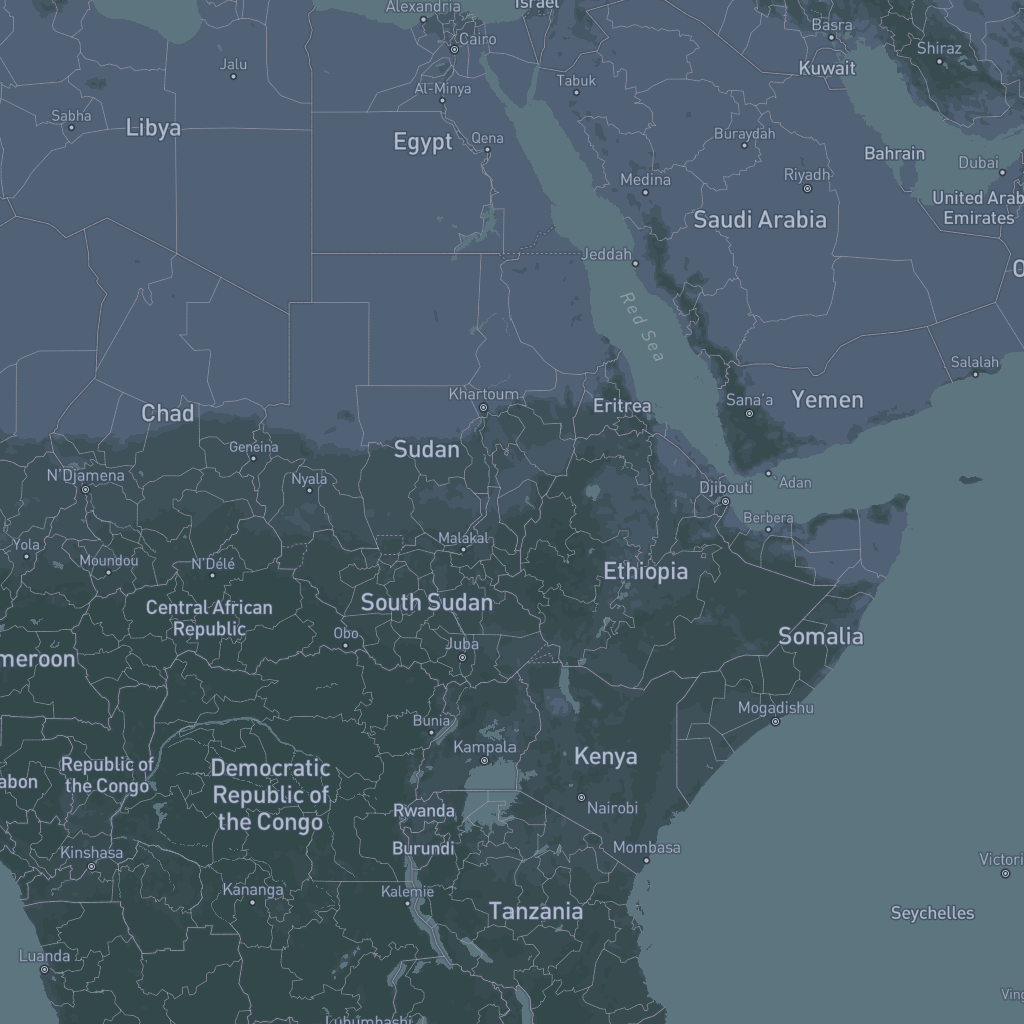 Alexandria
Israel
Cairo
Basra
Shiraz
Jalu
Kuwait
Tabuk
Al-Minya
Sabha
Libya
Egypt
Qena
Buraydah
Bahrain
Dubai
Medina
Riyadh
United Arab
Emirates
Saudi Arabia
Jeddah
O
Red Sea
Salalah
Khartoum
Eritrea
Sana'a
Yemen
Chad
Sudan
Geneina
N'Djamena
Nyala
Djibouti
Adan
Berbera
Yola
Moundou
N'Délé
Malakal
Ethiopia
Central African
Republic
South Sudan
Obo
Juba
Somalia
meroon
Mogadishu
Bunia
Kampala
Kenya
Republic of
the Congo
abon
Democratic
Republic of
the Congo
Rwanda
Nairobi
Burundi
Mombasa
Kinshasa
Kananga
Kalemie
Victori
Tanzania
Seychelles
Luanda
Ving
Lubumbashi